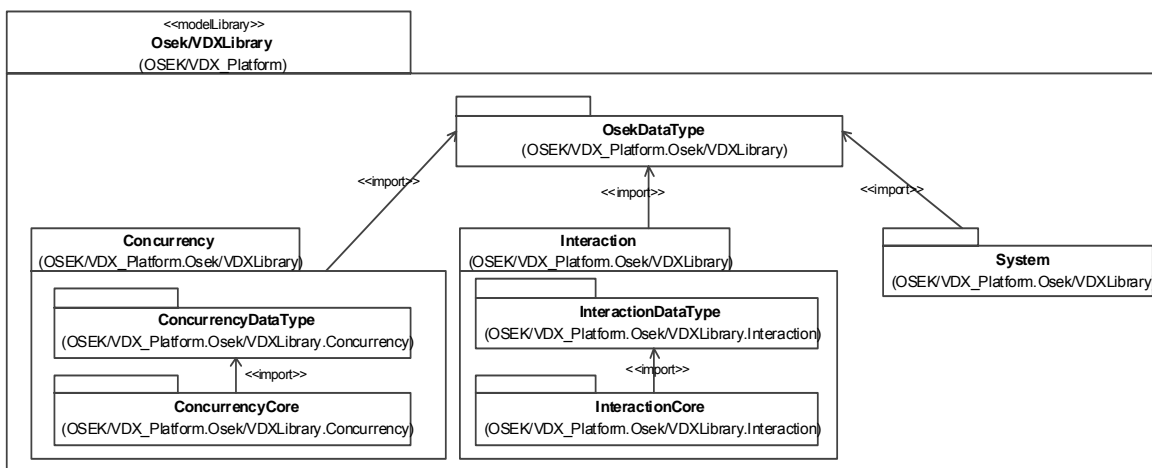 <<modelLibrary>>
Osek/VDXLibrary
(OSEK/VDX_Platform)
OsekDataType
(OSEK/VDX_Platform.Osek/VDXLibrary)
<<import>>
<<import>>
<<import>>
Concurrency
(OSEK/VDX_Platform.Osek/VDXLibrary)
Interaction
(OSEK/VDX_Platform.Osek/VDXLibrary)
System
(OSEK/VDX_Platform.Osek/VDXLibrary)
ConcurrencyDataType
(OSEK/VDX_Platform.Osek/VDXLibrary.Concurrency)
<<import>>
ConcurrencyCore
(OSEK/VDX_Platform.Osek/VDXLibrary.Concurrency)
InteractionDataType
(OSEK/VDX_Platform.Osek/VDXLibrary.Interaction)
<<import>>
InteractionCore
(OSEK/VDX_Platform.Osek/VDXLibrary.Interaction)